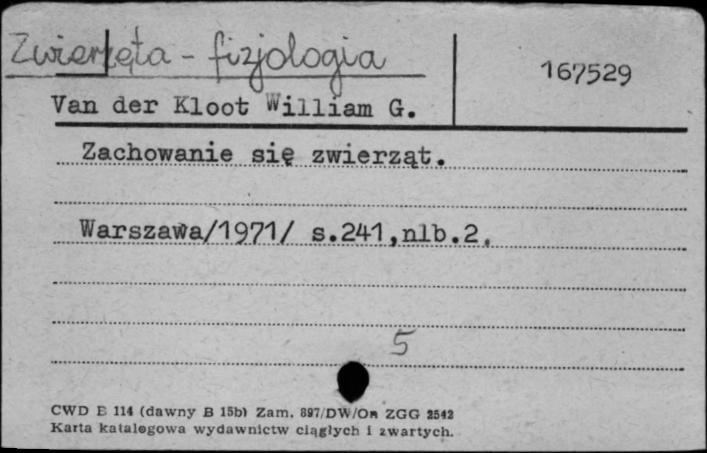 Zwierzęta - fizjologia
167529
Van der Kloot William G.
Zachowanie się zwierząt.
Warszawa/1971/ s.241,nlb.2.
5
CWD E 114 (dawny B 15b) Zam. 897/DW/On ZGG 2542
Karta katalogowa wydawnictw ciągłych i zwartych.